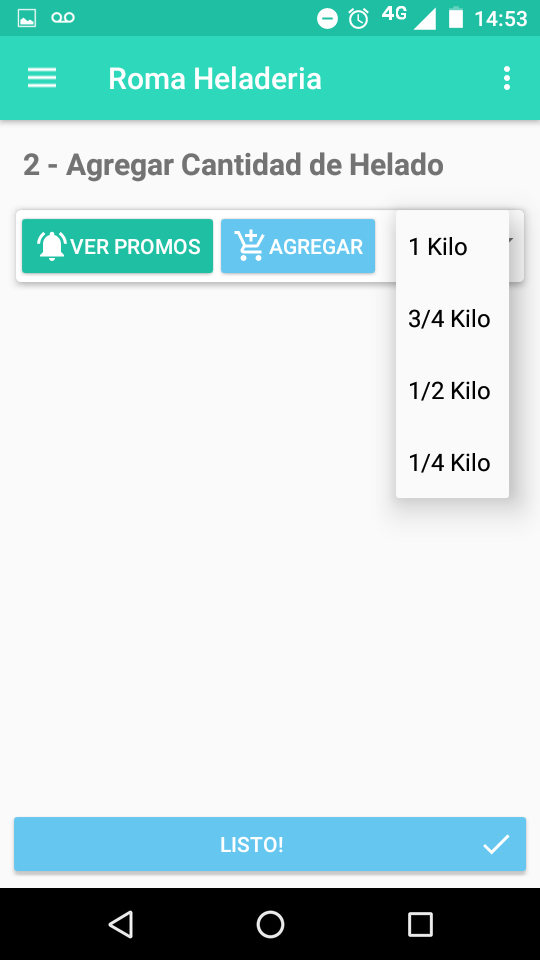 4G 14:53
Roma Heladeria
2 - Agregar Cantidad de Helado
VER PROMOS AGREGAR 1 Kilo
3/4 Kilo
1/2 Kilo
1/4 Kilo
LISTO!